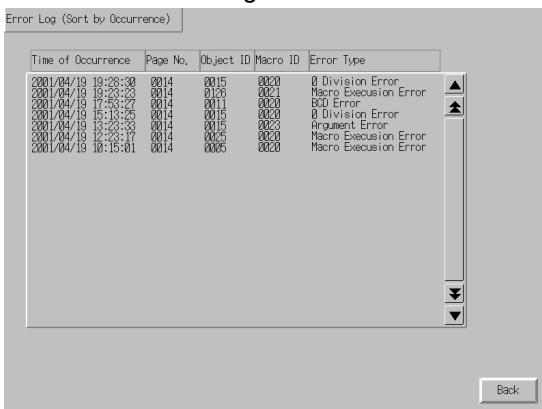 Error Log (Sort by Occurrence)
Time of Occurrence Page No. Object ID Macro ID Error Type
2001/04/19 19:28:30 0014 0015 0020 0 Division Error
2001/04/19 19:23:23 0014 0126 0021 Macro Execusion Error
2001/04/19 17:53:27 0014 0011 0020 BCD Error
2001/04/19 15:13:25 0014 0015 0020 0 Division Error
2001/04/19 13:23:33 0014 0015 0023 Argument Error
2001/04/19 12:23:17 0014 0025 0020 Macro Execusion Error
2001/04/19 10:15:01 0014 0005 0020 Macro Execusion Error
Back